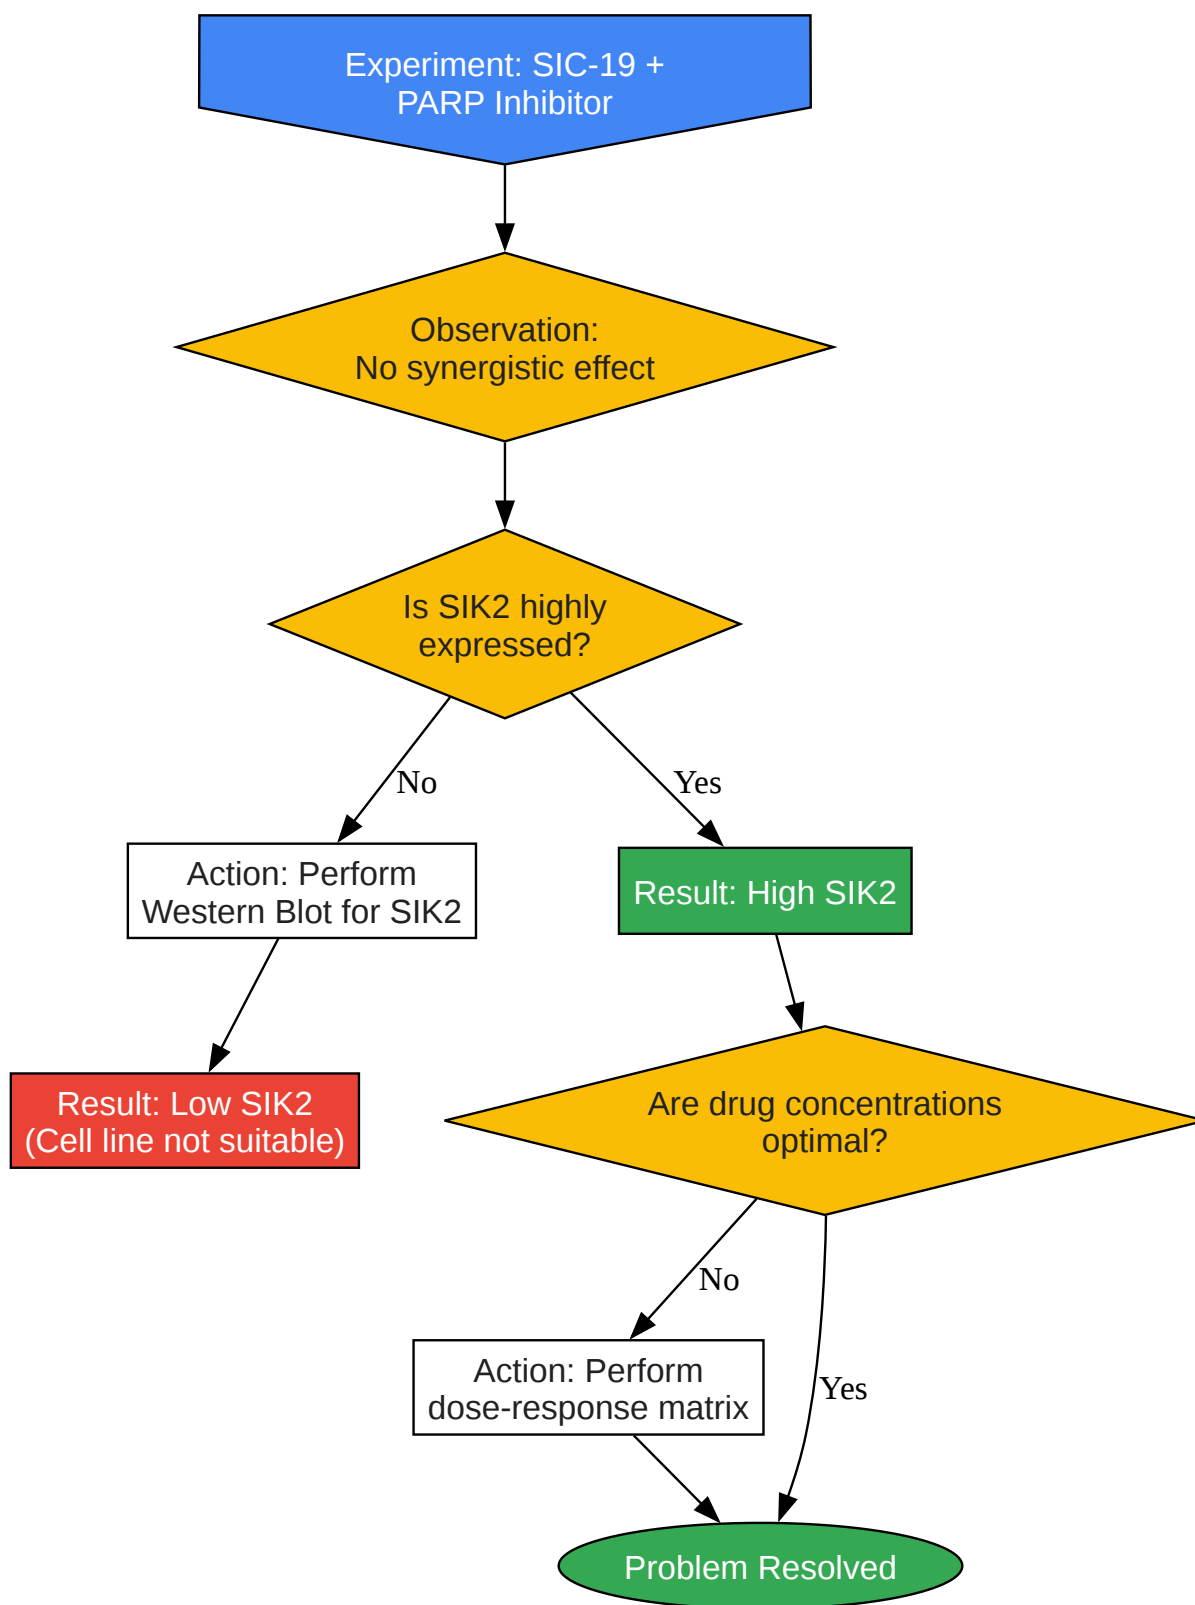 Experiment: SIC-19 +
PARP Inhibitor
Observation:
No synergistic effect
Is SIK2 highly
expressed?
No
Yes
Action: Perform
Western Blot for SIK2
Result: High SIK2
Result: Low SIK2
(Cell line not suitable)
Are drug concentrations
optimal?
No
Yes
Action: Perform
dose-response matrix
Problem Resolved